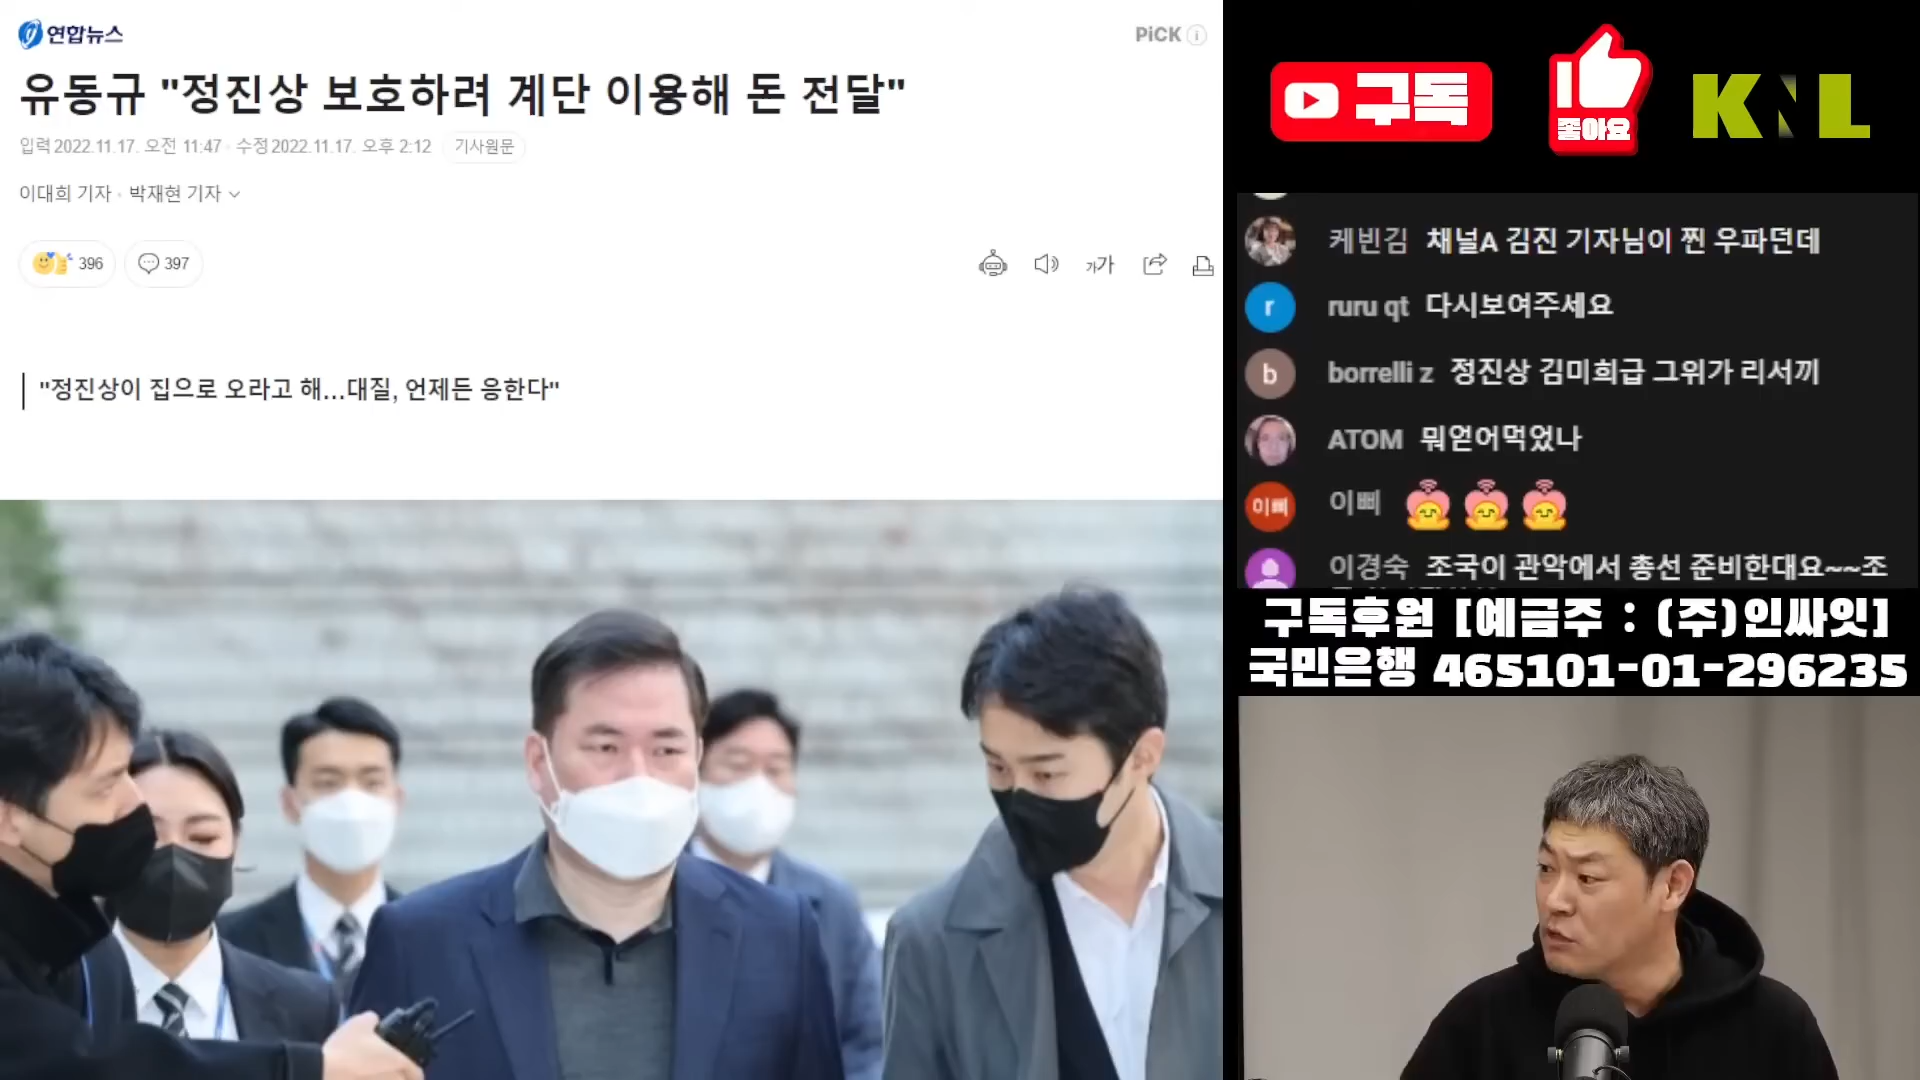 연합뉴스
PiCK
유동규 "정진상 보호하려 계단 이용해 돈 전달"
입력 2022.11.17. 오전 11:47 · 수정 2022.11.17. 오후 2:12 기사원문
이대희 기자 · 박재현 기자
396 397
가가
"정진상이 집으로 오라고 해…대질, 언제든 응한다"
구독
좋아요
KNL
케빈김 채널A 김진 기자님이 찐 우파던데
r ruru qt 다시보여주세요
b borrelli z 정진상 김미희급 그위가 리서끼
ATOM 뭐얻어먹었나
이삐 이삐
이경숙 조국이 관악에서 총선 준비한대요~~조
구독후원 [예금주 : (주)인싸잇]
국민은행 465101-01-296235